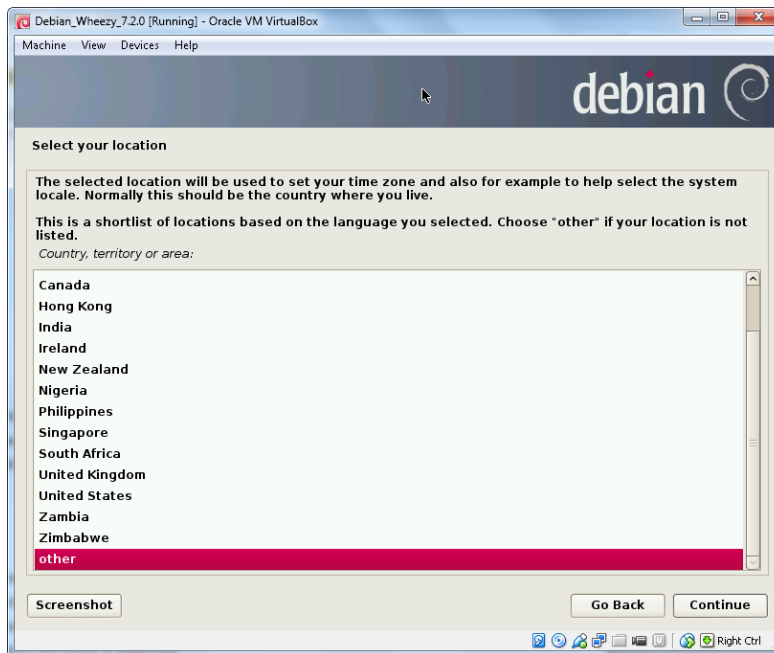 Debian_Wheezy_7.2.0 [Running] - Oracle VM VirtualBox
Machine View Devices Help
debian
Select your location
The selected location will be used to set your time zone and also for example to help select the system
locale. Normally this should be the country where you live.
This is a shortlist of locations based on the language you selected. Choose "other" if your location is not
listed.
Country, territory or area:
Canada
Hong Kong
India
Ireland
New Zealand
Nigeria
Philippines
Singapore
South Africa
United Kingdom
United States
Zambia
Zimbabwe
other
Screenshot Go Back Continue
Right Ctrl